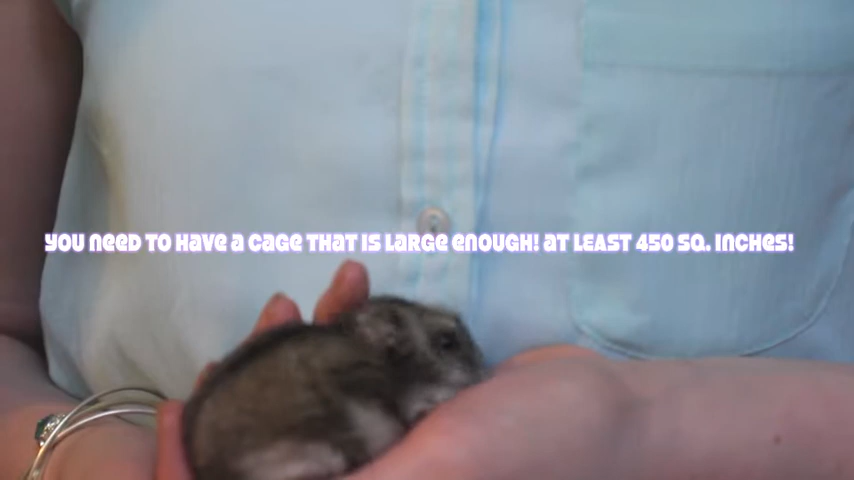 YOU NEED TO HAVE A CAGE THAT IS LARGE ENOUGH! AT LEAST 450 SQ. INCHES!